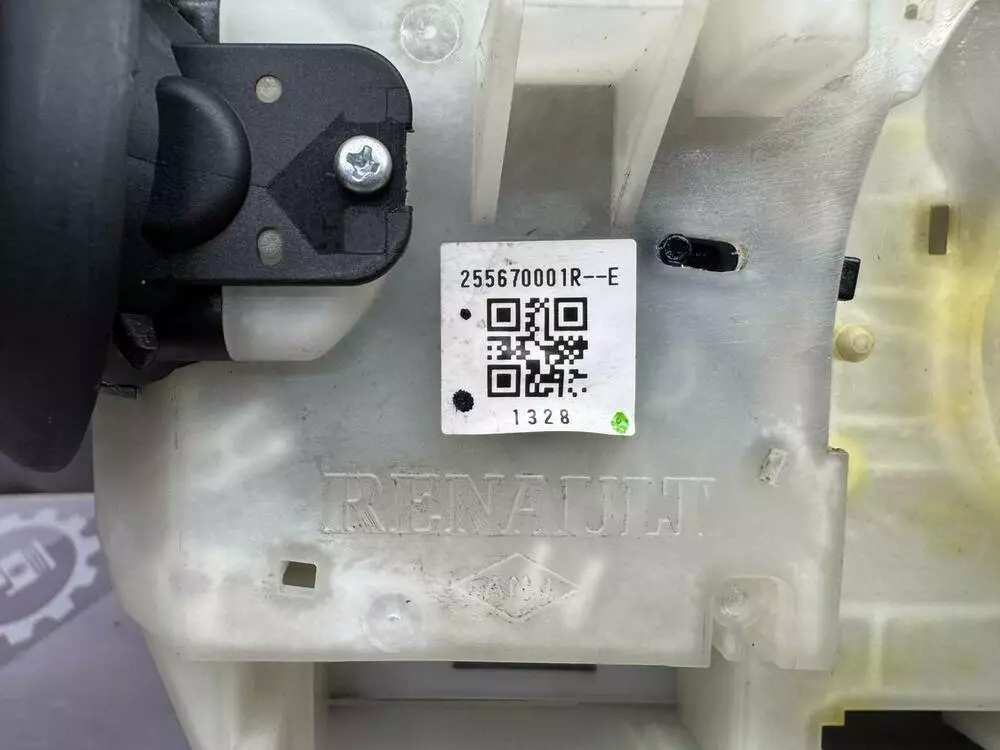 255670001R--E
1328
RENAULT